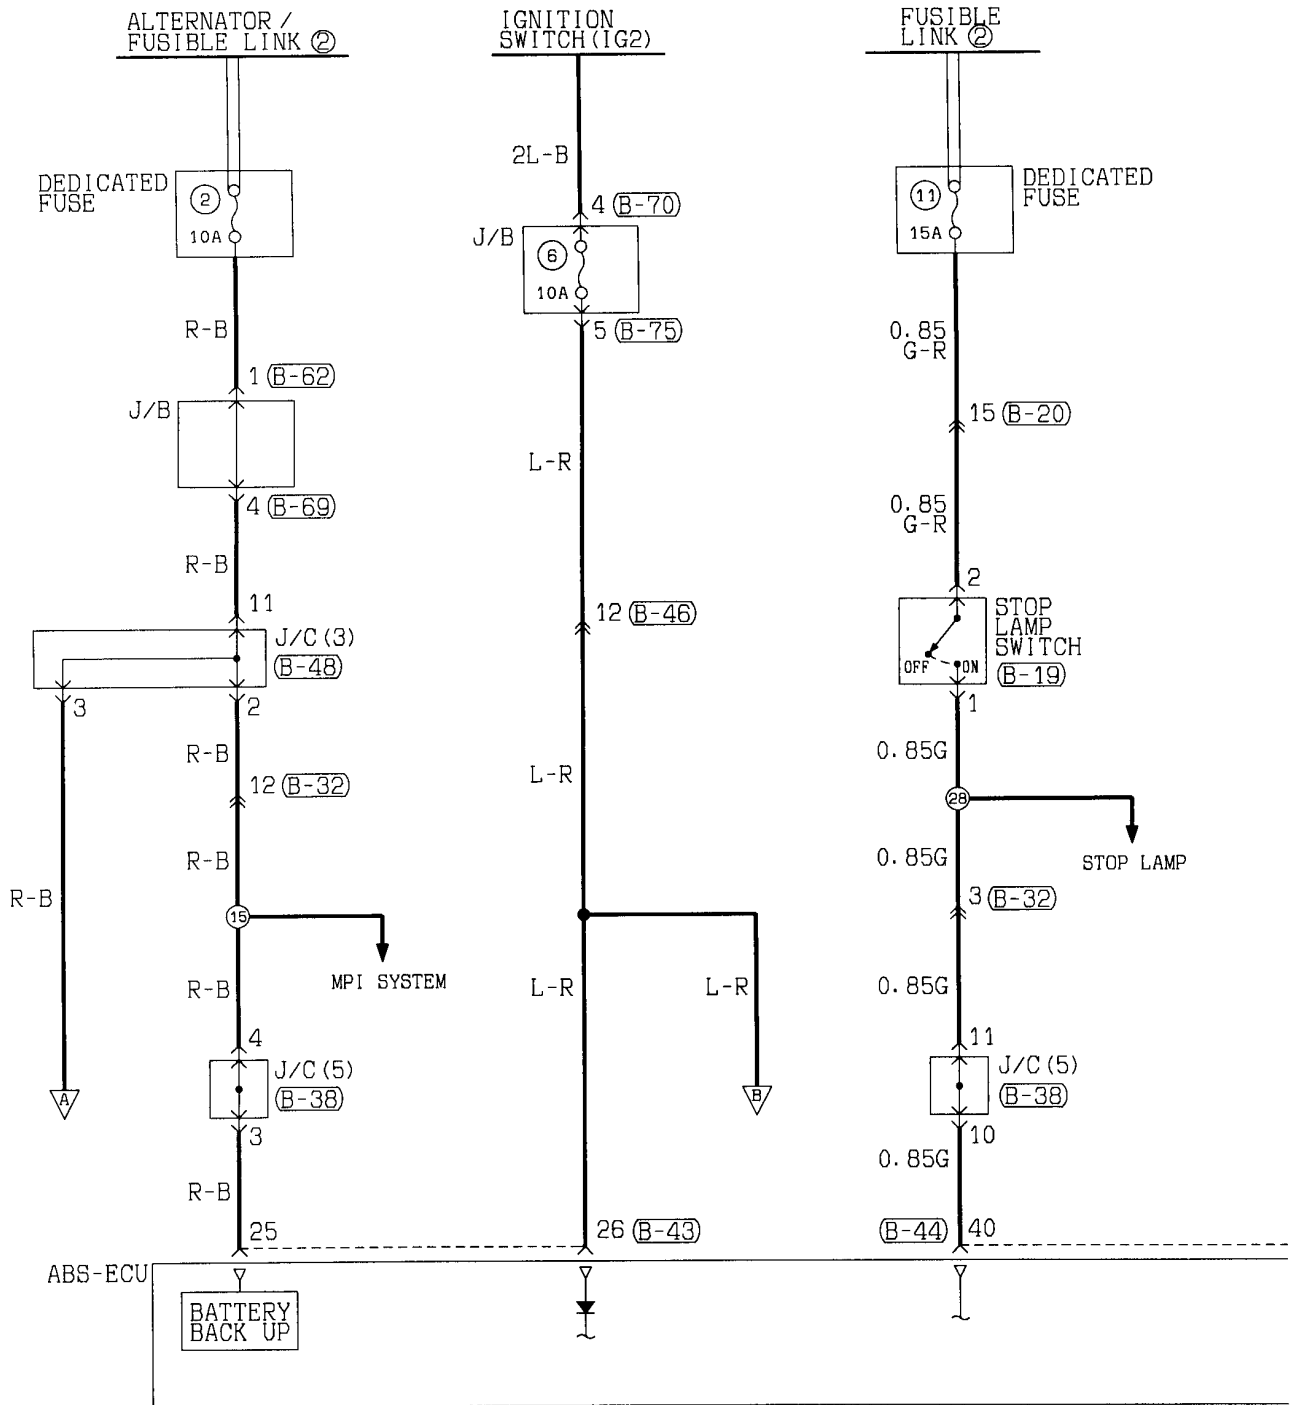 ALTERNATOR /
FUSIBLE LINK ②
IGNITION
SWITCH (IG2)
FUSIBLE
LINK ②
DEDICATED
FUSE
2
10A
2L-B
4 (B-70)
J/B
6
10A
5 (B-75)
11
15A
DEDICATED
FUSE
R-B
1 (B-62)
J/B
4 (B-69)
R-B
11
J/C (3)
(B-48)
3
2
R-B
12 (B-32)
R-B
R-B
15
MPI SYSTEM
R-B
4
J/C (5)
(B-38)
3
R-B
25
A
L-R
12 (B-46)
L-R
L-R
L-R
B
26 (B-43)
0.85
G-R
15 (B-20)
0.85
G-R
2
STOP
LAMP
SWITCH
(B-19)
OFF
ON
1
0.85G
28
STOP LAMP
0.85G
3 (B-32)
0.85G
11
J/C (5)
(B-38)
10
0.85G
(B-44) 40
ABS-ECU
BATTERY
BACK UP